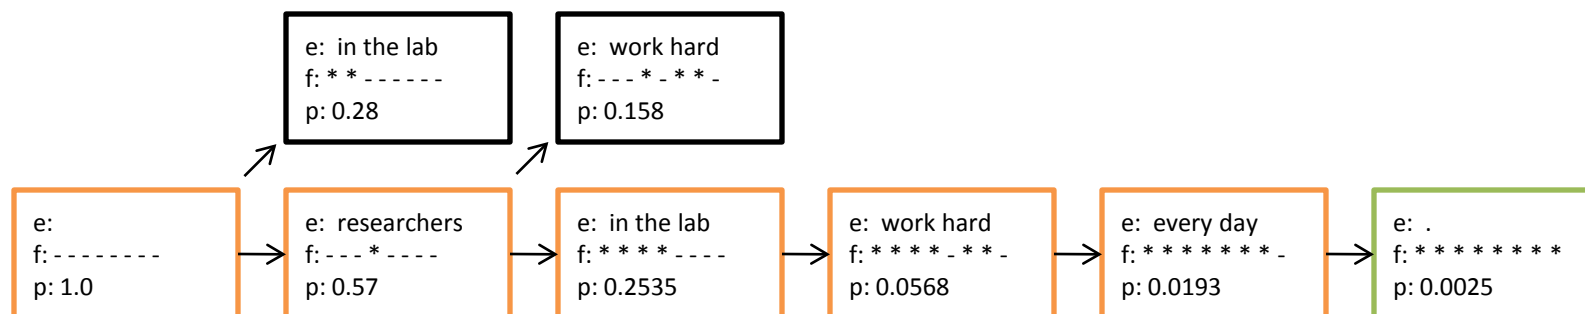 e: in the lab
f: * * - - - - - -
p: 0.28
e: work hard
f: - - - * - * * -
p: 0.158
e:
f: - - - - - - - -
p: 1.0
e: researchers
f: - - - * - - - -
p: 0.57
e: in the lab
f: * * * * - - - -
p: 0.2535
e: work hard
f: * * * * - * * -
p: 0.0568
e: every day
f: * * * * * * * -
p: 0.0193
e: .
f: * * * * * * * *
p: 0.0025